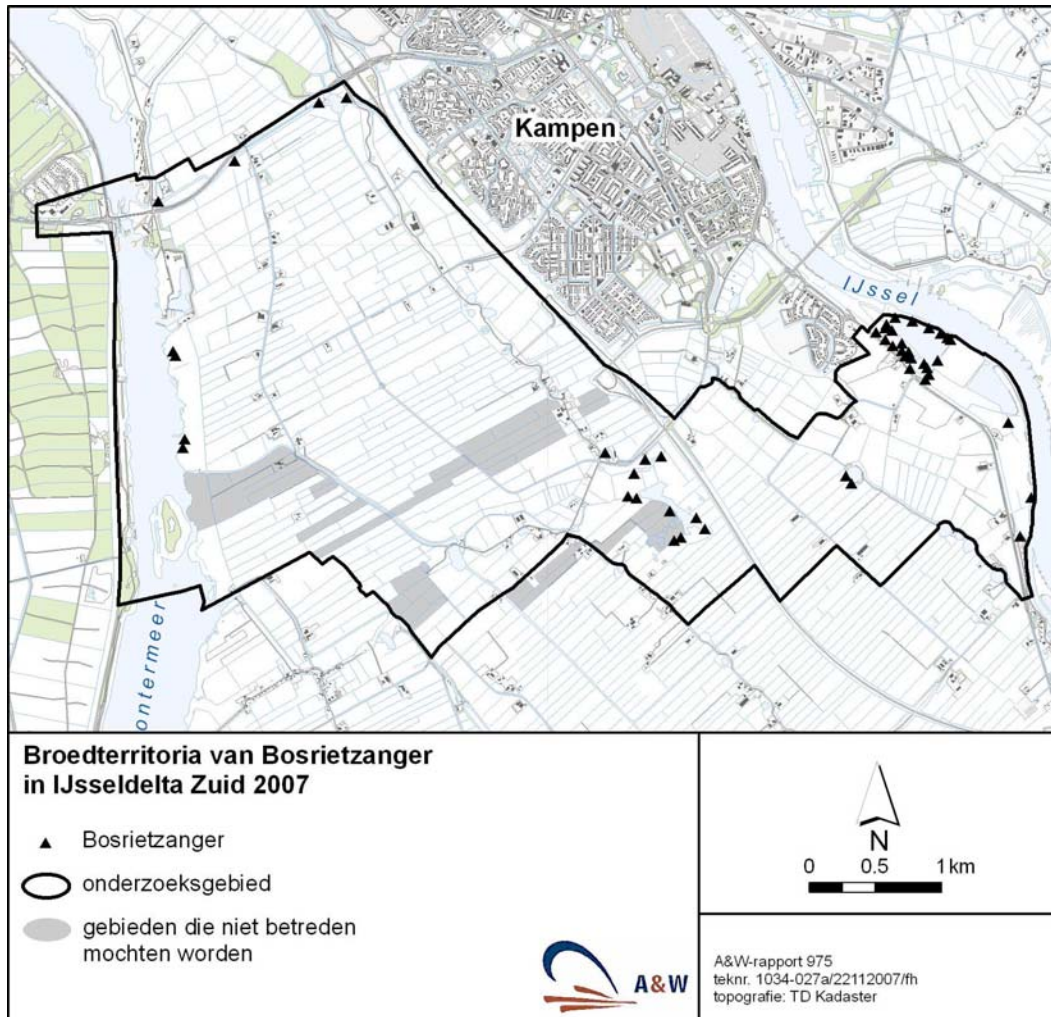 Kampen
IJssel
ontermeer
Broedterritoria van Bosrietzanger
in IJsseldelta Zuid 2007
Bosrietzanger
onderzoeksgebied
gebieden die niet betreden
mochten worden
A&W
N
0 0.5 1 km
A&W-rapport 975
teknr. 1034-027a/22112007/fh
topografie: TD Kadaster